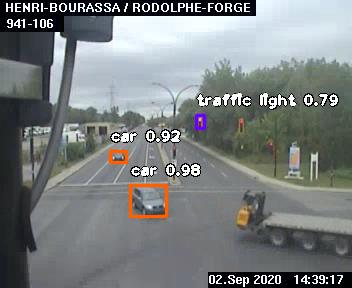 HENRI-BOURASSA / RODOLPHE-FORGE
941-106
traffic light 0.79
car 0.92
car 0.98
02.Sep 2020 14:39:17